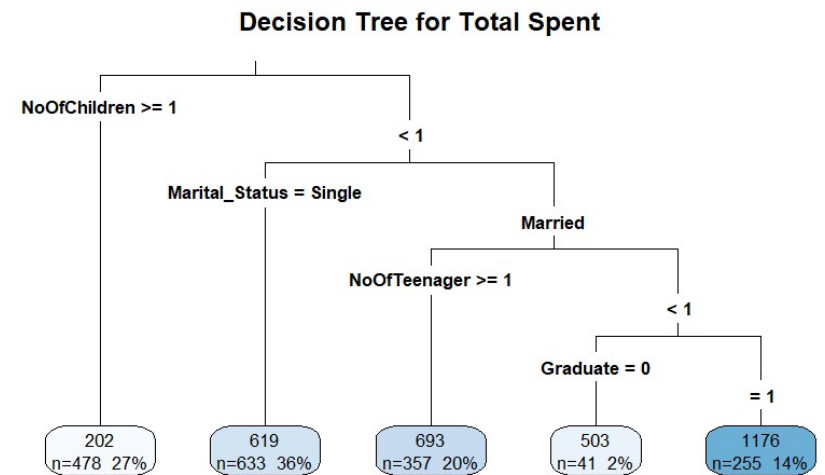 Decision Tree for Total Spent
NoOfChildren >= 1
< 1
Marital_Status = Single
Married
NoOfTeenager >= 1
< 1
Graduate = 0
= 1
202
n=478 27%
619
n=633 36%
693
n=357 20%
503
n=41 2%
1176
n=255 14%